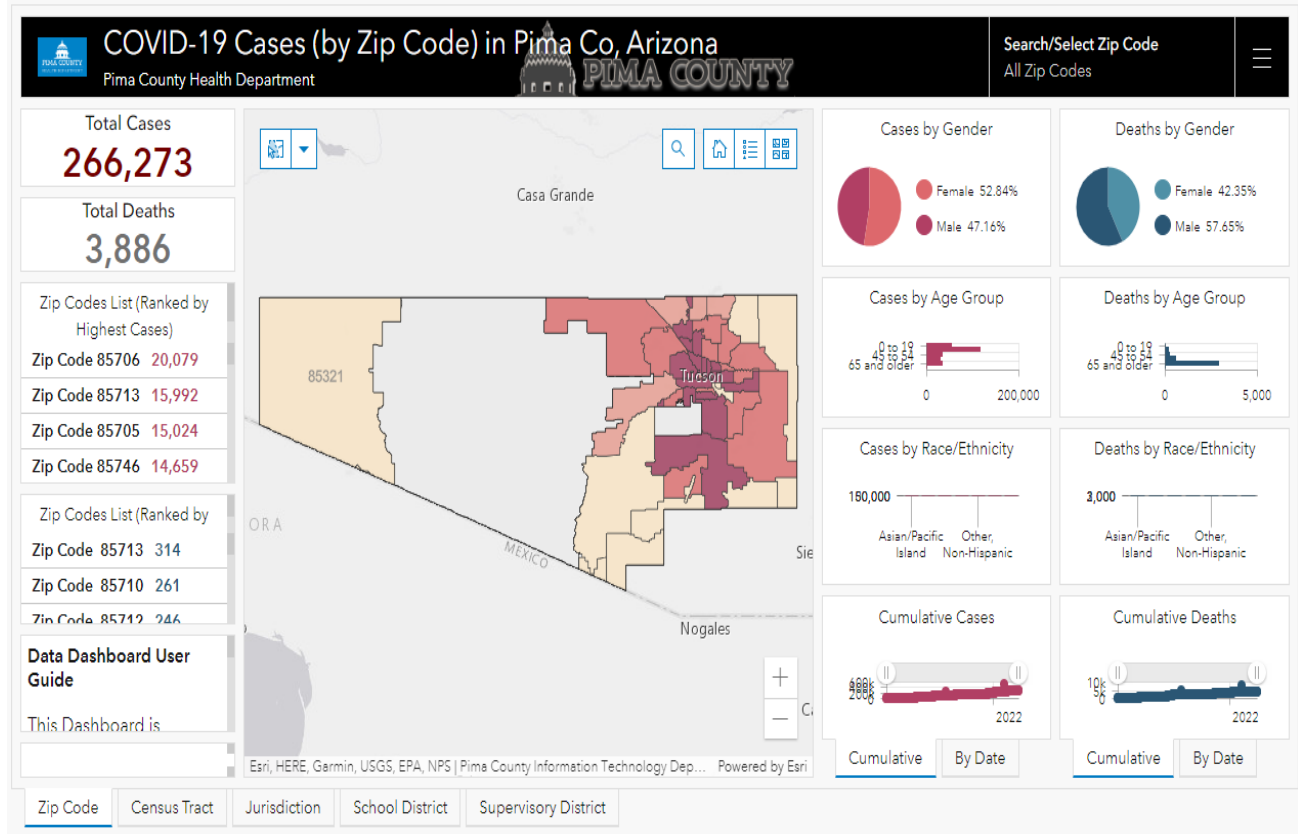 COVID-19 Cases (by Zip Code) in Pima Co, Arizona
Pima County Health Department
PIMA COUNTY
PIMA COUNTY
Search/Select Zip Code
All Zip Codes
Total Cases
266,273
Total Deaths
3,886
Zip Codes List (Ranked by
Highest Cases)
Zip Code 85706 20,079
Zip Code 85713 15,992
Zip Code 85705 15,024
Zip Code 85746 14,659
Zip Codes List (Ranked by
Zip Code 85713 314
Zip Code 85710 261
Zip Code 85712 246
Data Dashboard User
Guide
This Dashboard is
Casa Grande
85321
Tucson
ORA
MEXICO
Sie
Nogales
Ca
Esri, HERE, Garmin, USGS, EPA, NPS | Pima County Information Technology Dep... Powered by Esri
Cases by Gender
Female 52.84%
Male 47.16%
Deaths by Gender
Female 42.35%
Male 57.65%
Cases by Age Group
0 to 19
45 to 54
65 and older
0 200,000
Deaths by Age Group
0 to 19
45 to 54
65 and older
0 5,000
Cases by Race/Ethnicity
Asian/Pacific Other,
Island Non-Hispanic
Deaths by Race/Ethnicity
Asian/Pacific Other,
Island Non-Hispanic
Cumulative Cases
200k
0
2022
Cumulative Deaths
10k
5k
0
2022
Cumulative By Date
Cumulative By Date
Zip Code Census Tract Jurisdiction School District Supervisory District